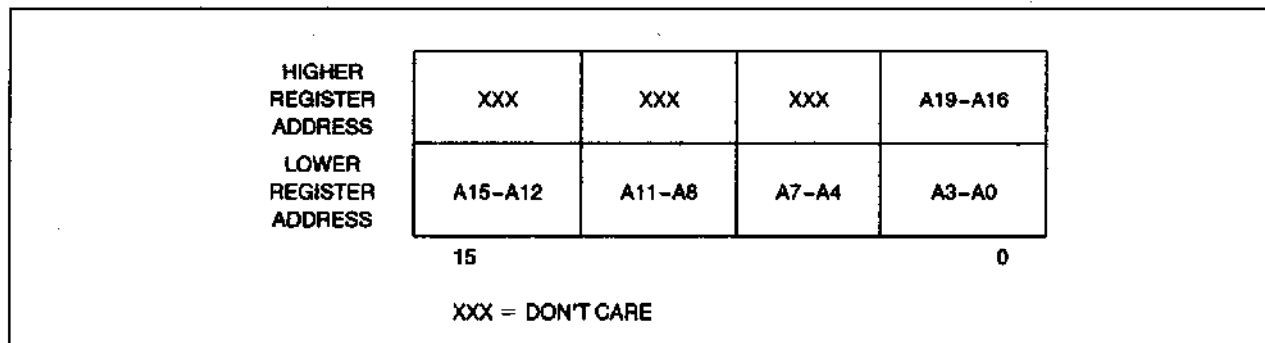 HIGHER
REGISTER
ADDRESS
XXX XXX XXX A19-A16
LOWER
REGISTER
ADDRESS
A15-A12 A11-A8 A7-A4 A3-A0
15 0
XXX = DON'T CARE